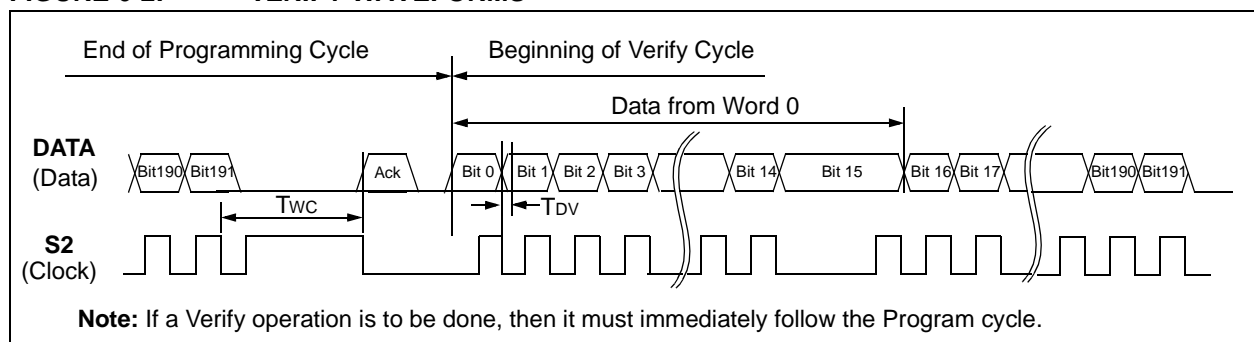 FIGURE VERIFY WAVEFORMS
End of Programming Cycle Beginning of Verify Cycle
Data from Word 0
DATA
(Data)
Bit190 Bit191 Ack Bit 0 Bit 1 Bit 2 Bit 3 Bit 14 Bit 15 Bit 16 Bit 17 Bit190 Bit191
TWC TDV
S2
(Clock)
Note: If a Verify operation is to be done, then it must immediately follow the Program cycle.